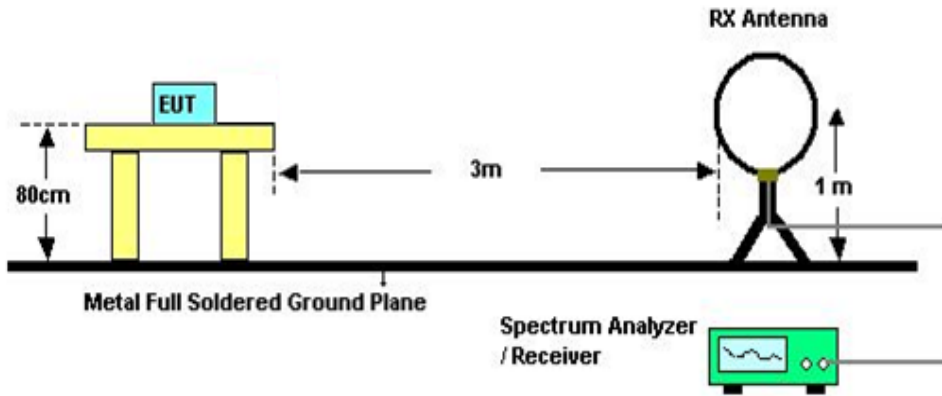 RX Antenna
EUT
80cm
3m
1 m
Metal Full Soldered Ground Plane
Spectrum Analyzer
/ Receiver